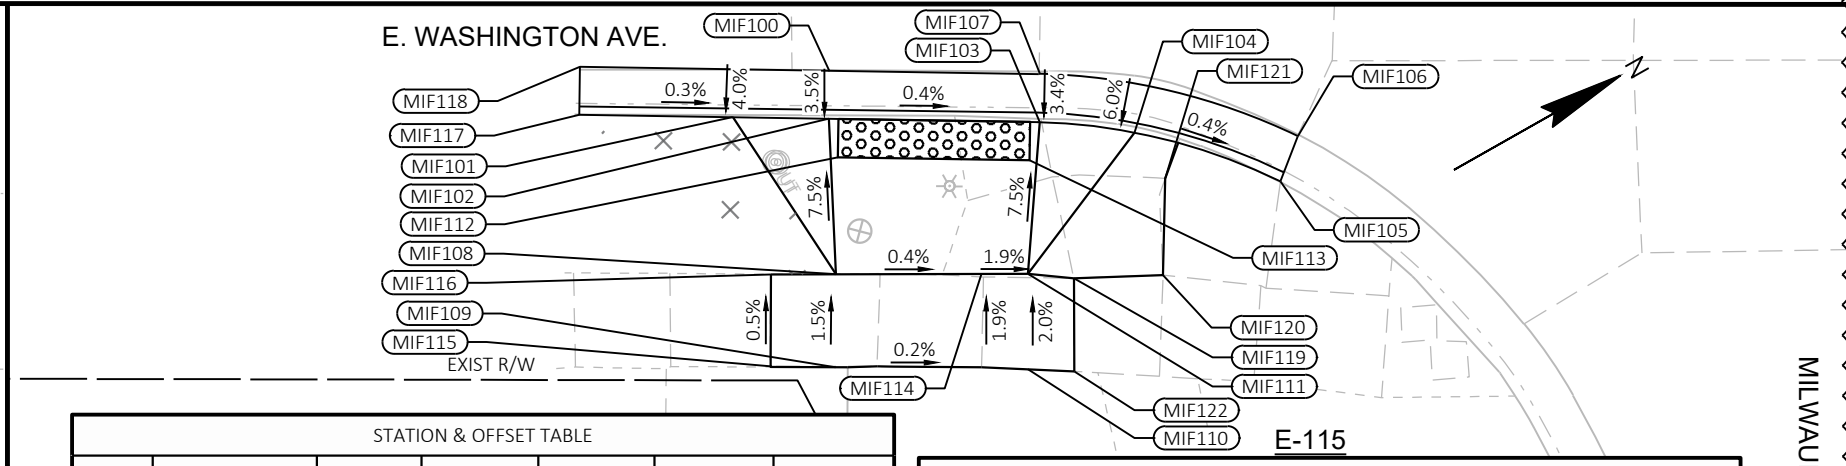 E. WASHINGTON AVE.
MIF100
MIF107
MIF103
MIF104
MIF121
MIF106
MIF118
MIF117
MIF101
MIF102
MIF112
MIF108
MIF116
MIF109
MIF115
EXIST R/W
0.3%
4.0%
3.5%
0.4%
3.4%
6.0%
0.4%
N
7.5%
7.5%
MIF105
MIF113
0.4%
1.9%
0.5%
1.5%
1.9%
2.0%
0.2%
MIF120
MIF119
MIF111
MIF114
MIF122
MIF110
E-115
MILWAU
STATION & OFFSET TABLE